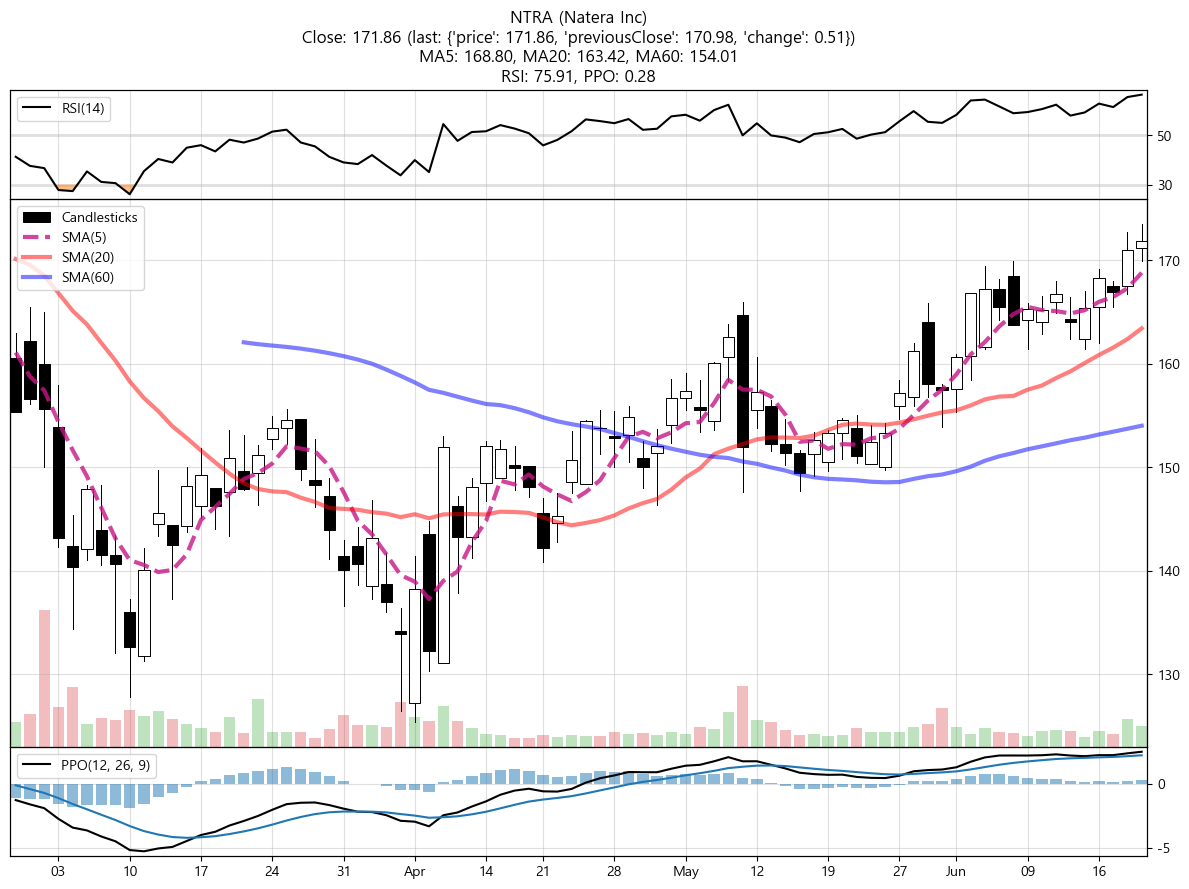 NTRA (Natera Inc)
Close: 171.86 (last: {'price': 171.86, 'previousClose': 170.98, 'change': 0.51})
MA5: 168.80, MA20: 163.42, MA60: 154.01
RSI: 75.91, PPO: 0.28
RSI(14)
50
30
Candlesticks
SMA(5)
SMA(20)
SMA(60)
170
160
150
140
130
PPO(12, 26, 9)
0
-5
03 10 17 24 31 Apr 14 21 28 May 12 19 27 Jun 09 16